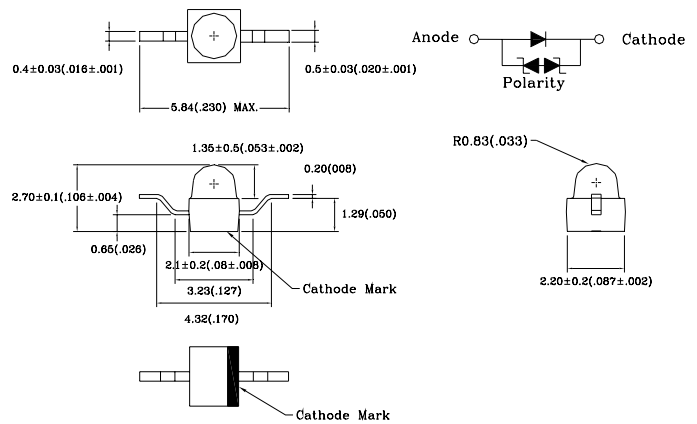 Anode
Cathode
Polarity
0.4±0.03(.016±.001)
0.5±0.03(.020±.001)
5.84(.230) MAX.
1.35±0.5(.053±.002)
0.20(008)
2.70±0.1(.106±.004)
1.29(.050)
0.65(.026)
2.1±0.2(.08±.008)
3.23(.127)
Cathode Mark
4.32(.170)
R0.83(.033)
2.20±0.2(.087±.002)
Cathode Mark